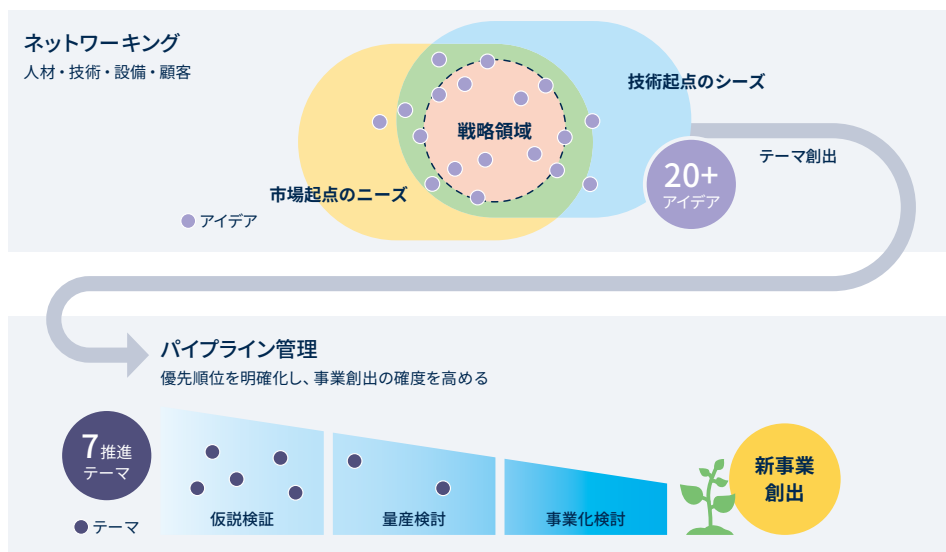 ネットワーキング
人材・技術・設備・顧客
技術起点のシーズ
戦略領域
市場起点のニーズ
アイデア
テーマ創出
20+
アイデア
パイプライン管理
優先順位を明確化し、事業創出の確度を高める
7推進
テーマ
テーマ
仮説検証
量産検討
事業化検討
新事業
創出